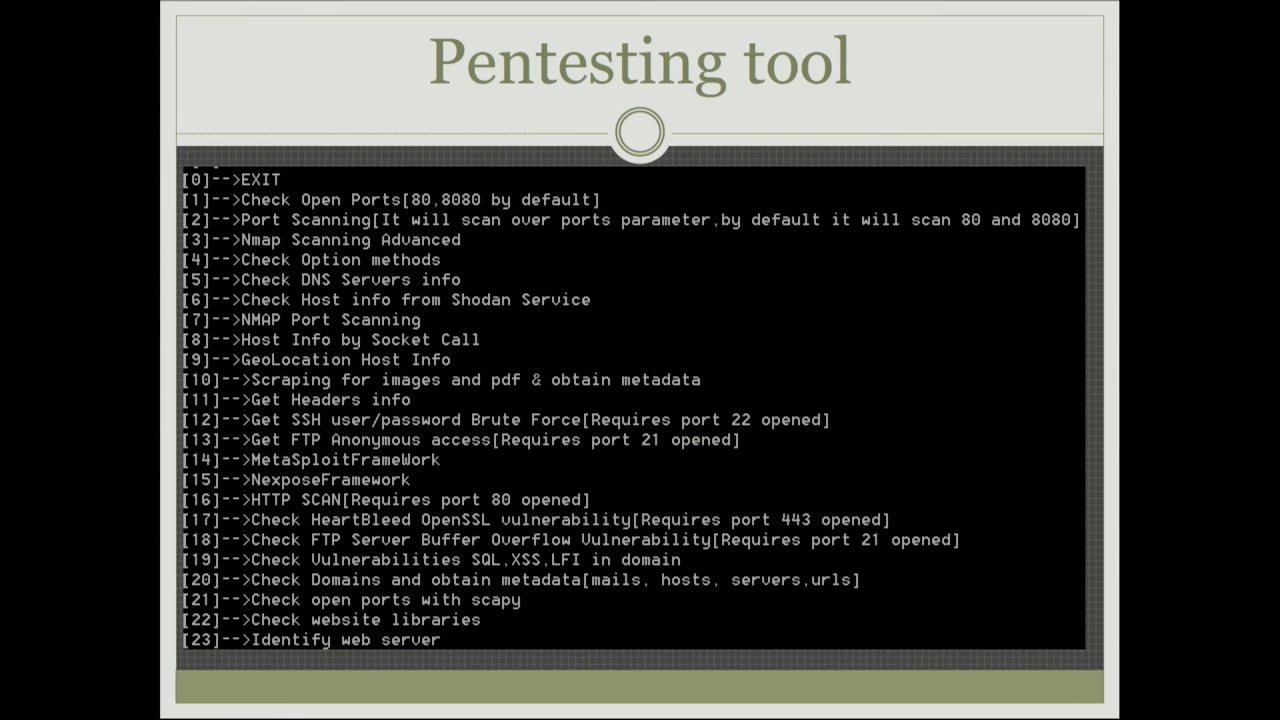 Pentesting tool
[0]-->EXIT
[1]-->Check Open Ports[80,8080 by default]
[2]-->Port Scanning[It will scan over ports parameter,by default it will scan 80 and 8080]
[3]-->Nmap Scanning Advanced
[4]-->Check Option methods
[5]-->Check DNS Servers info
[6]-->Check Host info from Shodan Service
[7]-->NMAP Port Scanning
[8]-->Host Info by Socket Call
[9]-->GeoLocation Host Info
[10]-->Scraping for images and pdf & obtain metadata
[11]-->Get Headers info
[12]-->Get SSH user/password Brute Force[Requires port 22 opened]
[13]-->Get FTP Anonymous access[Requires port 21 opened]
[14]-->MetaSploitFrameWork
[15]-->NexposeFramework
[16]-->HTTP SCAN[Requires port 80 opened]
[17]-->Check HeartBleed OpenSSL vulnerability[Requires port 443 opened]
[18]-->Check FTP Server Buffer Overflow Vulnerability[Requires port 21 opened]
[19]-->Check Vulnerabilities SQL,XSS,LFI in domain
[20]-->Check Domains and obtain metadata[mails, hosts, servers,urls]
[21]-->Check open ports with scapy
[22]-->Check website libraries
[23]-->Identify web server